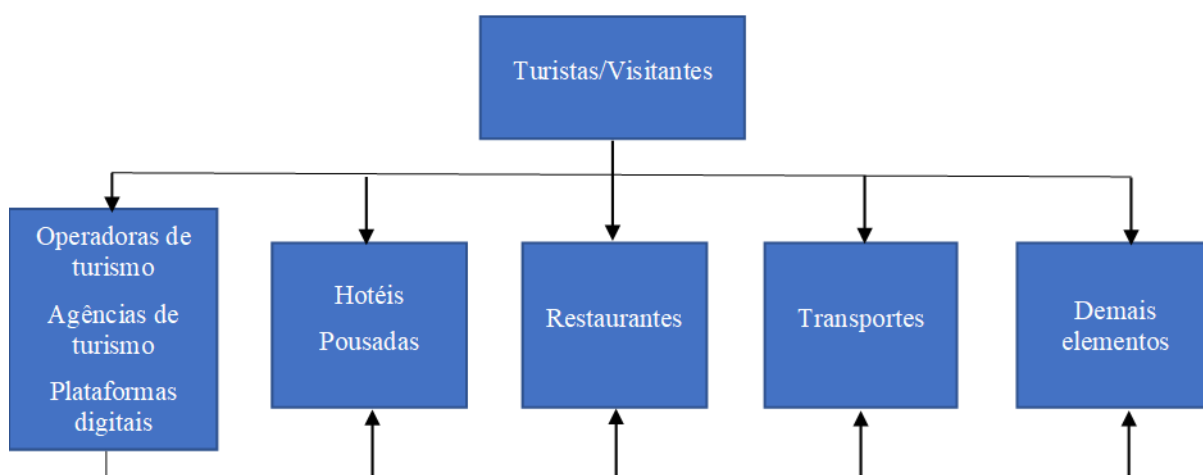 Turistas/Visitantes
Operadoras de
turismo
Agências de
turismo
Plataformas
digitais
Hotéis
Pousadas
Restaurantes
Transportes
Demais
elementos